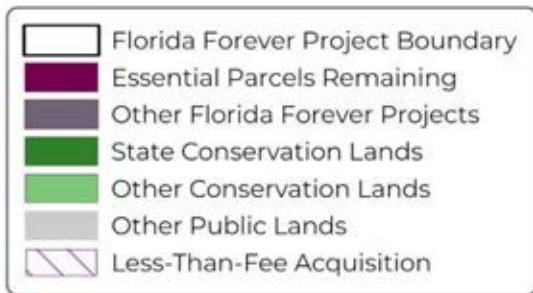 Florida Forever Project Boundary
Essential Parcels Remaining
Other Florida Forever Projects
State Conservation Lands
Other Conservation Lands
Other Public Lands
Less-Than-Fee Acquisition